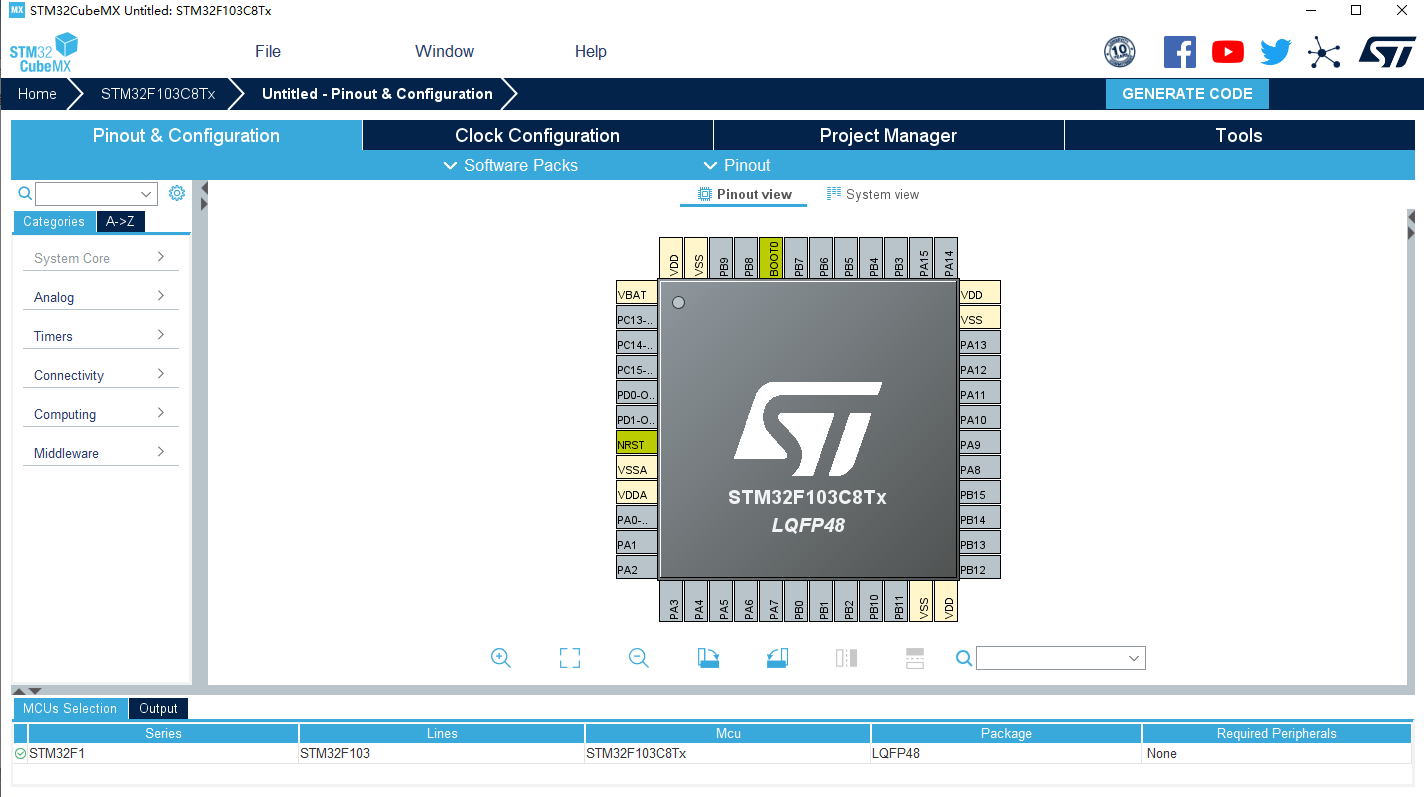 MX STM32CubeMX Untitled: STM32F103C8Tx
STM32 CubeMX
File Window Help
10
ST
Home STM32F103C8Tx Untitled - Pinout & Configuration GENERATE CODE
Pinout & Configuration Clock Configuration Project Manager Tools
Software Packs Pinout
Pinout view System view
Categories A->Z
System Core
Analog
Timers
Connectivity
Computing
Middleware
VDD VSS PB9 PB8 BOOT0 PB7 PB6 PB5 PB4 PB3 PA15 PA14
VBAT
PC13-..
PC14-..
PC15-..
PD0-O..
PD1-O..
NRST
VSSA
VDDA
PA0-..
PA1
PA2
ST
STM32F103C8Tx
LQFP48
VDD
VSS
PA13
PA12
PA11
PA10
PA9
PA8
PB15
PB14
PB13
PB12
PA3 PA4 PA5 PA6 PA7 PB0 PB1 PB2 PB10 PB11 VSS VDD
MCUs Selection Output
Series Lines Mcu Package Required Peripherals
STM32F1 STM32F103 STM32F103C8Tx LQFP48 None